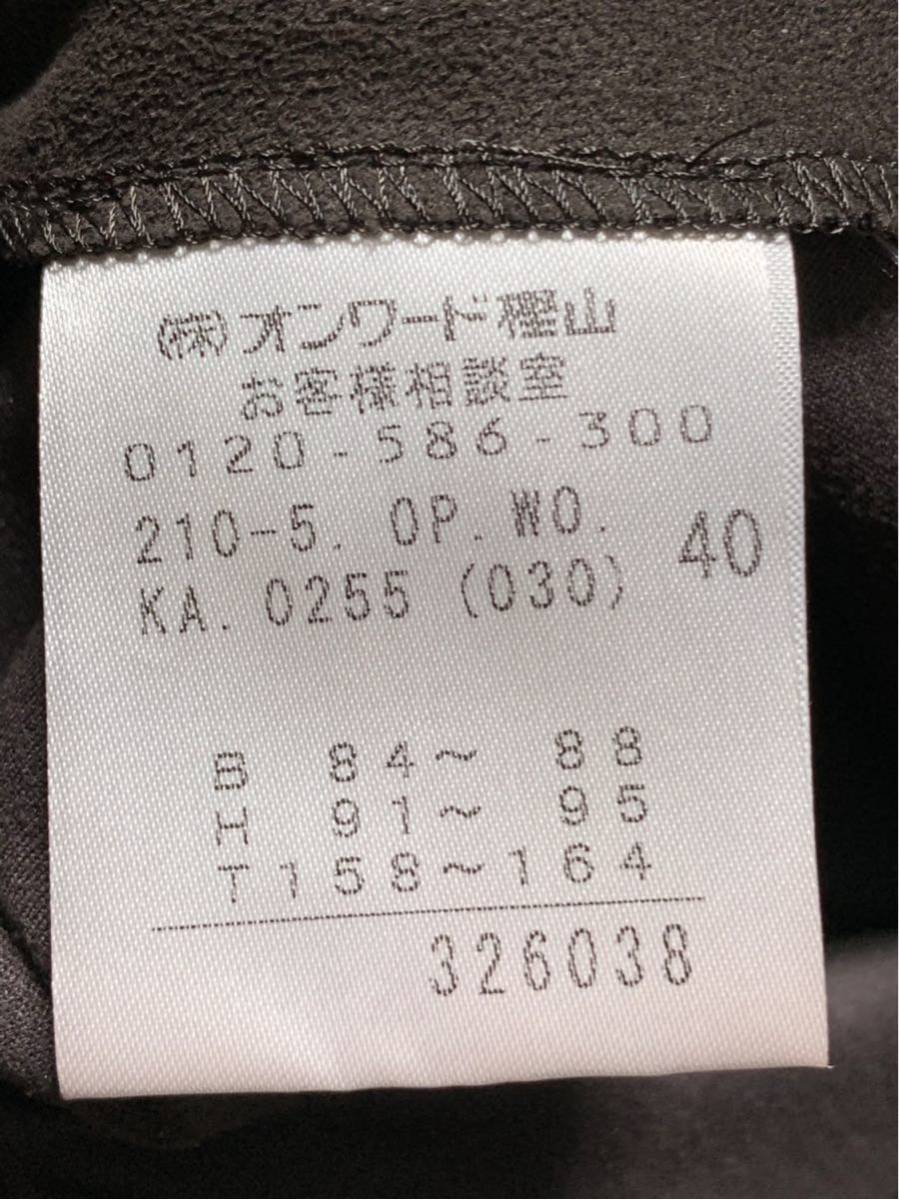 (株)オンワード樫山
お客様相談室
0120-586-300
210-5. OP. WO.
KA. 0255 (030) 40
B 84～ 88
H 91～ 95
T158～164
326038